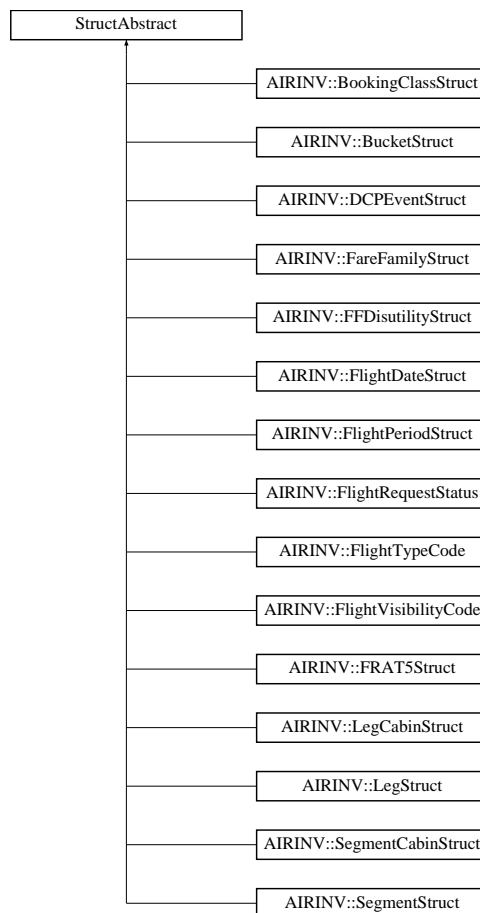 StructAbstract
AIRINV::BookingClassStruct
AIRINV::BucketStruct
AIRINV::DCPEventStruct
AIRINV::FareFamilyStruct
AIRINV::FFDisutilityStruct
AIRINV::FlightDateStruct
AIRINV::FlightPeriodStruct
AIRINV::FlightRequestStatus
AIRINV::FlightTypeCode
AIRINV::FlightVisibilityCode
AIRINV::FRAT5Struct
AIRINV::LegCabinStruct
AIRINV::LegStruct
AIRINV::SegmentCabinStruct
AIRINV::SegmentStruct